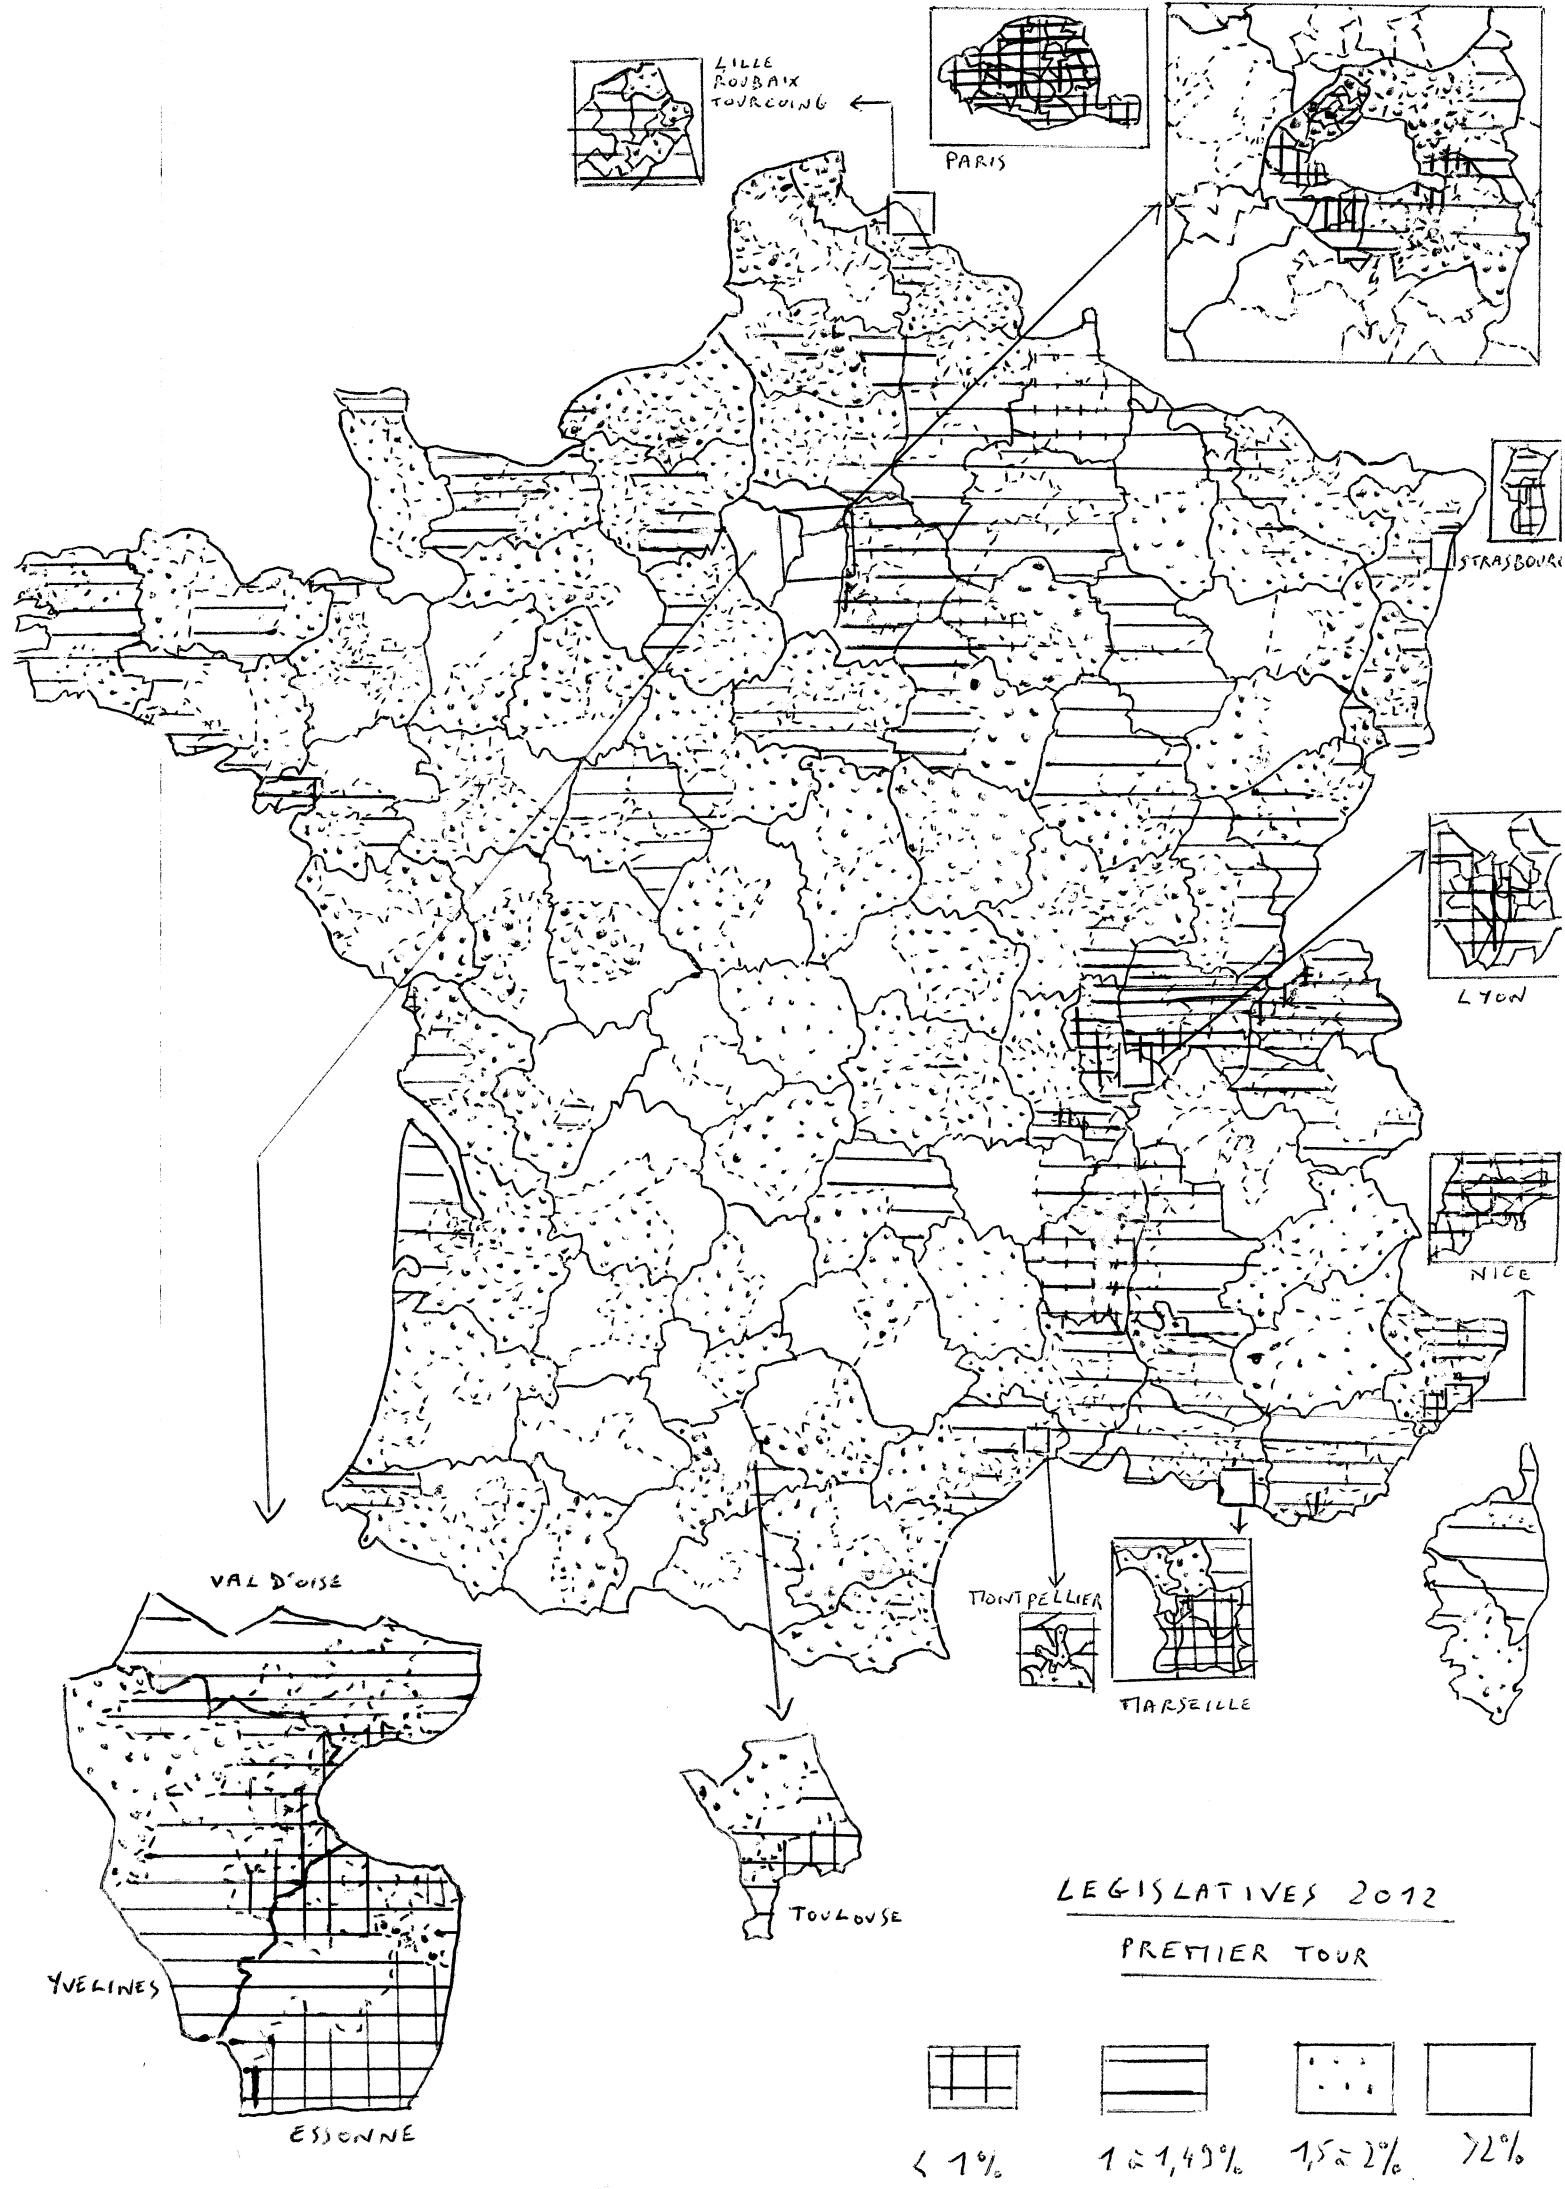 LILLE
ROUBAIX
TOURCOING
PARIS
STRASBOURG
LYON
NICE
MONTPELLIER
MARSEILLE
VAL D'OISE
YVELINES
ESSONNE
TOULOUSE
LEGISLATIVES 2012
PREMIER TOUR
< 1% 1 à 1,49% 1,5 à 2% >2%